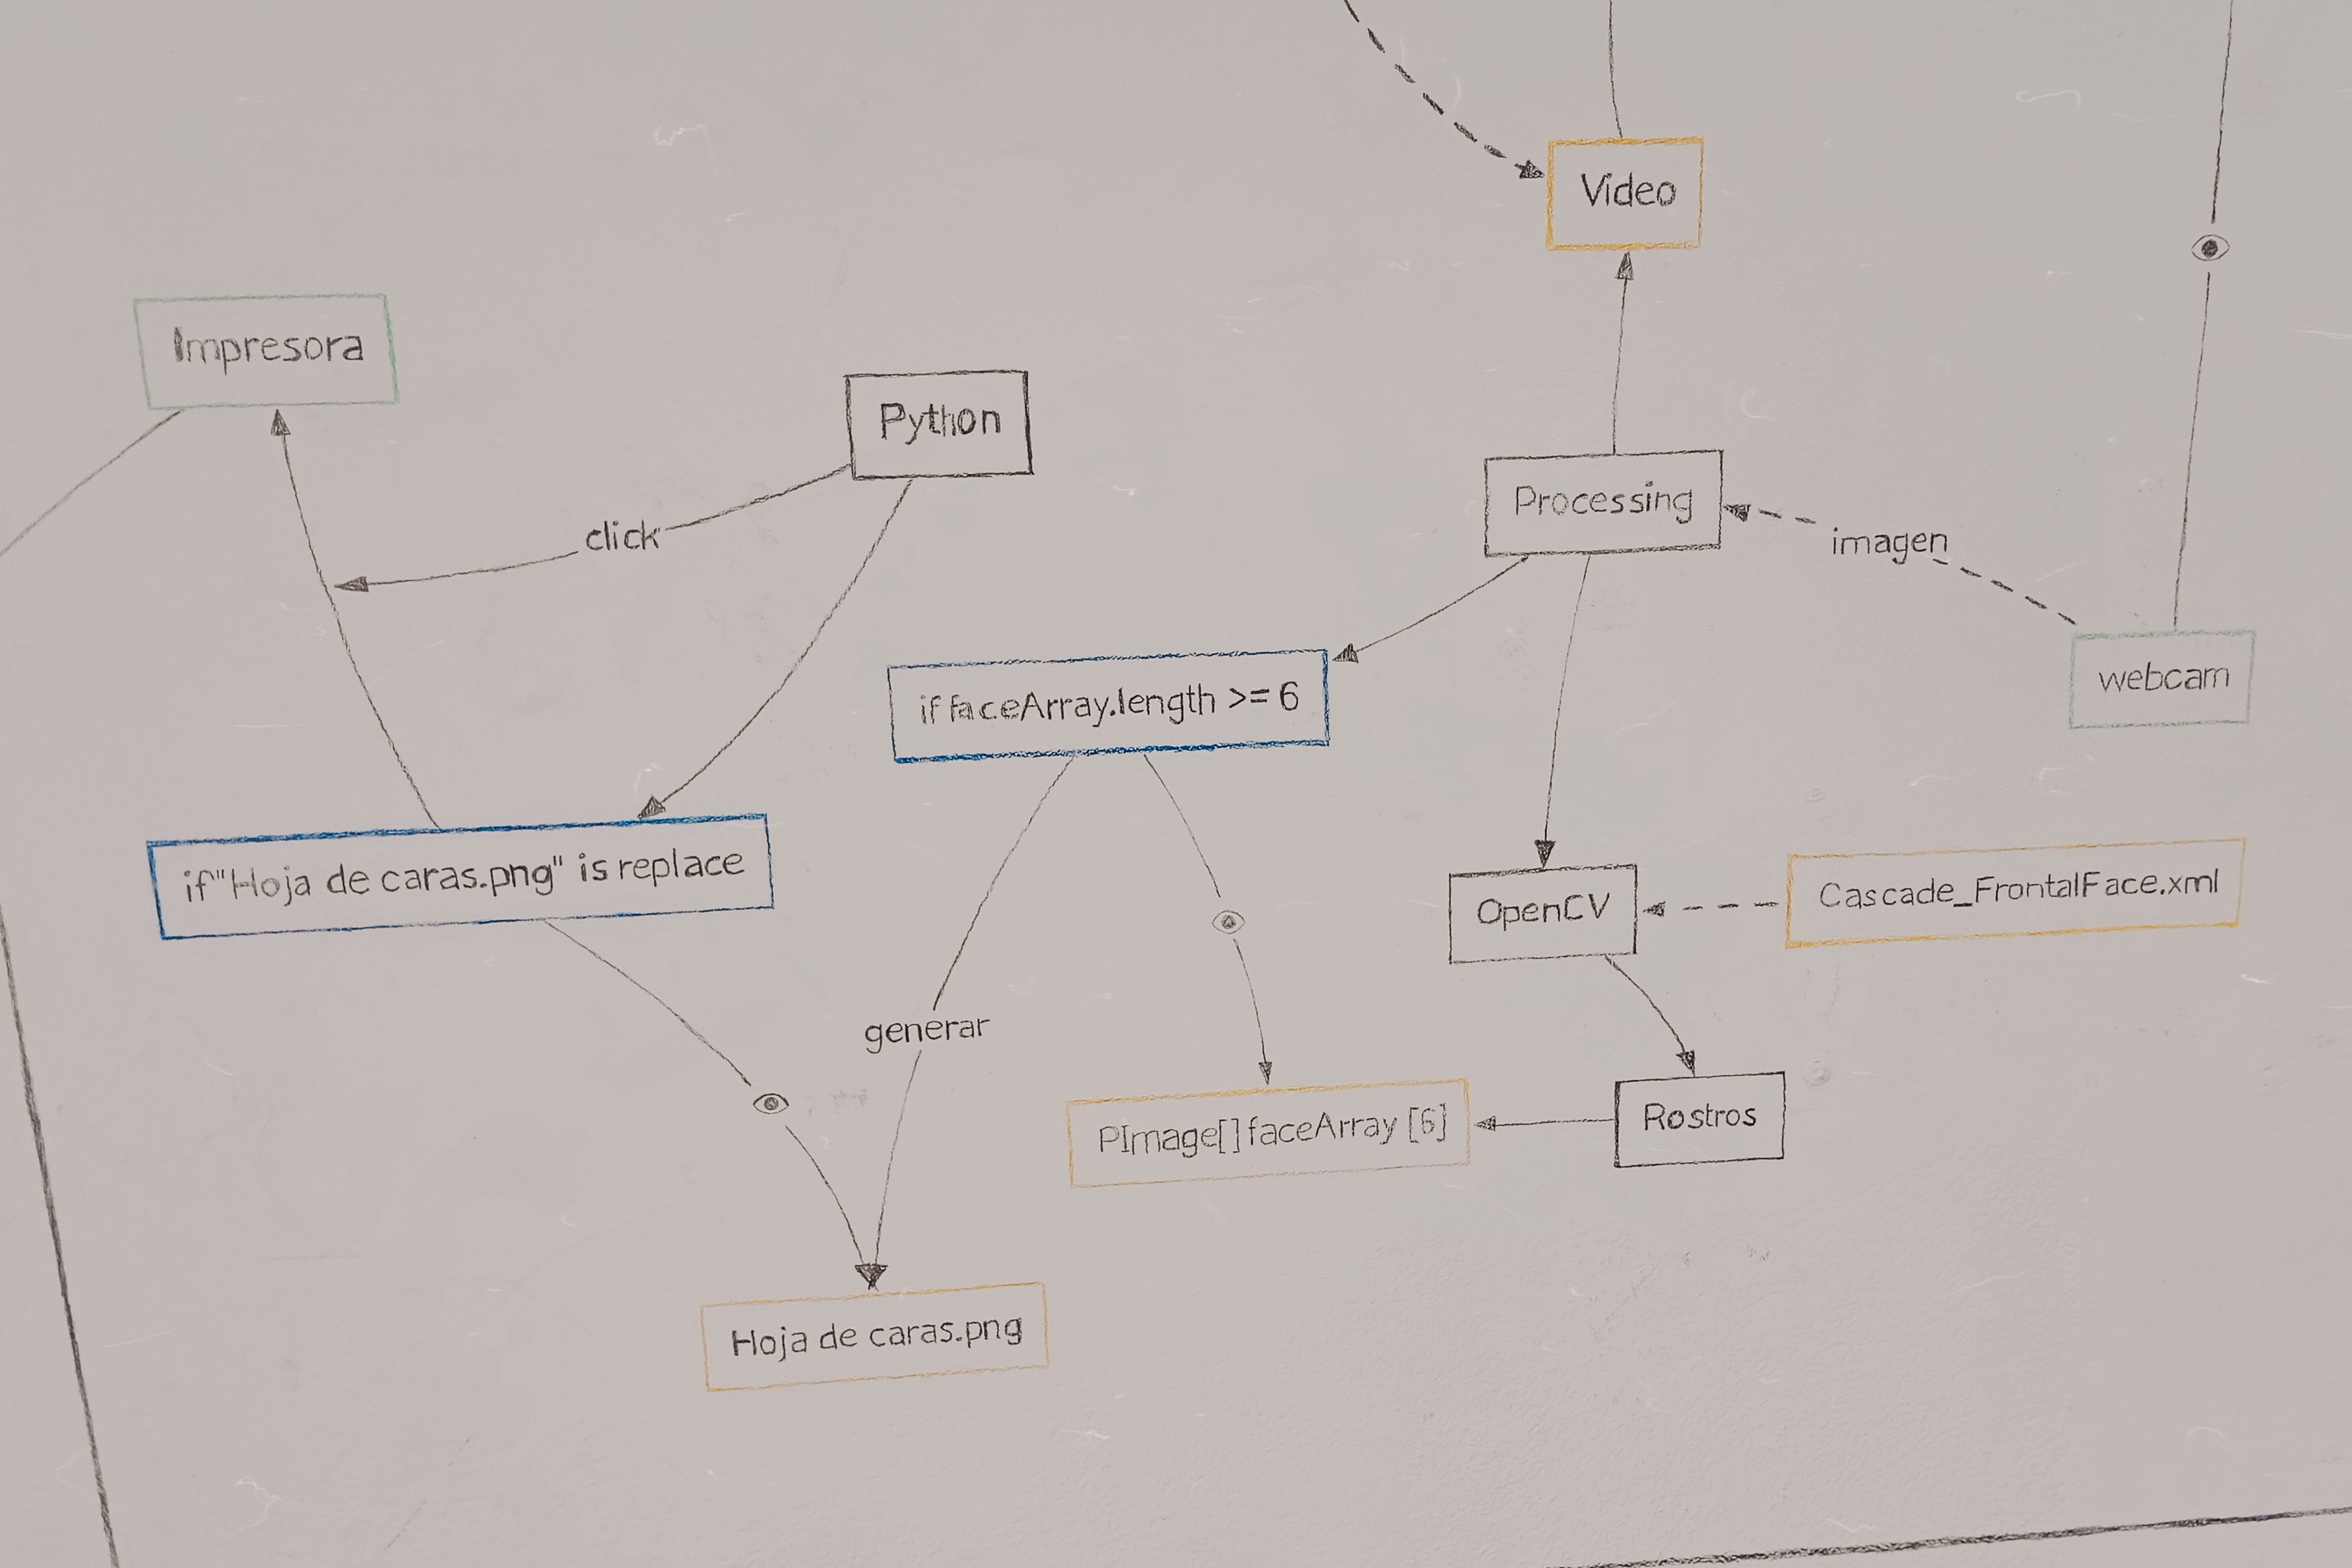 Video
Impresora
Python
click
Processing
imagen
webcam
if faceArray.length >= 6
if "Hoja de caras.png" is replace
OpenCV
Cascade_FrontalFace.xml
generar
PImage[] faceArray [6]
Rostros
Hoja de caras.png